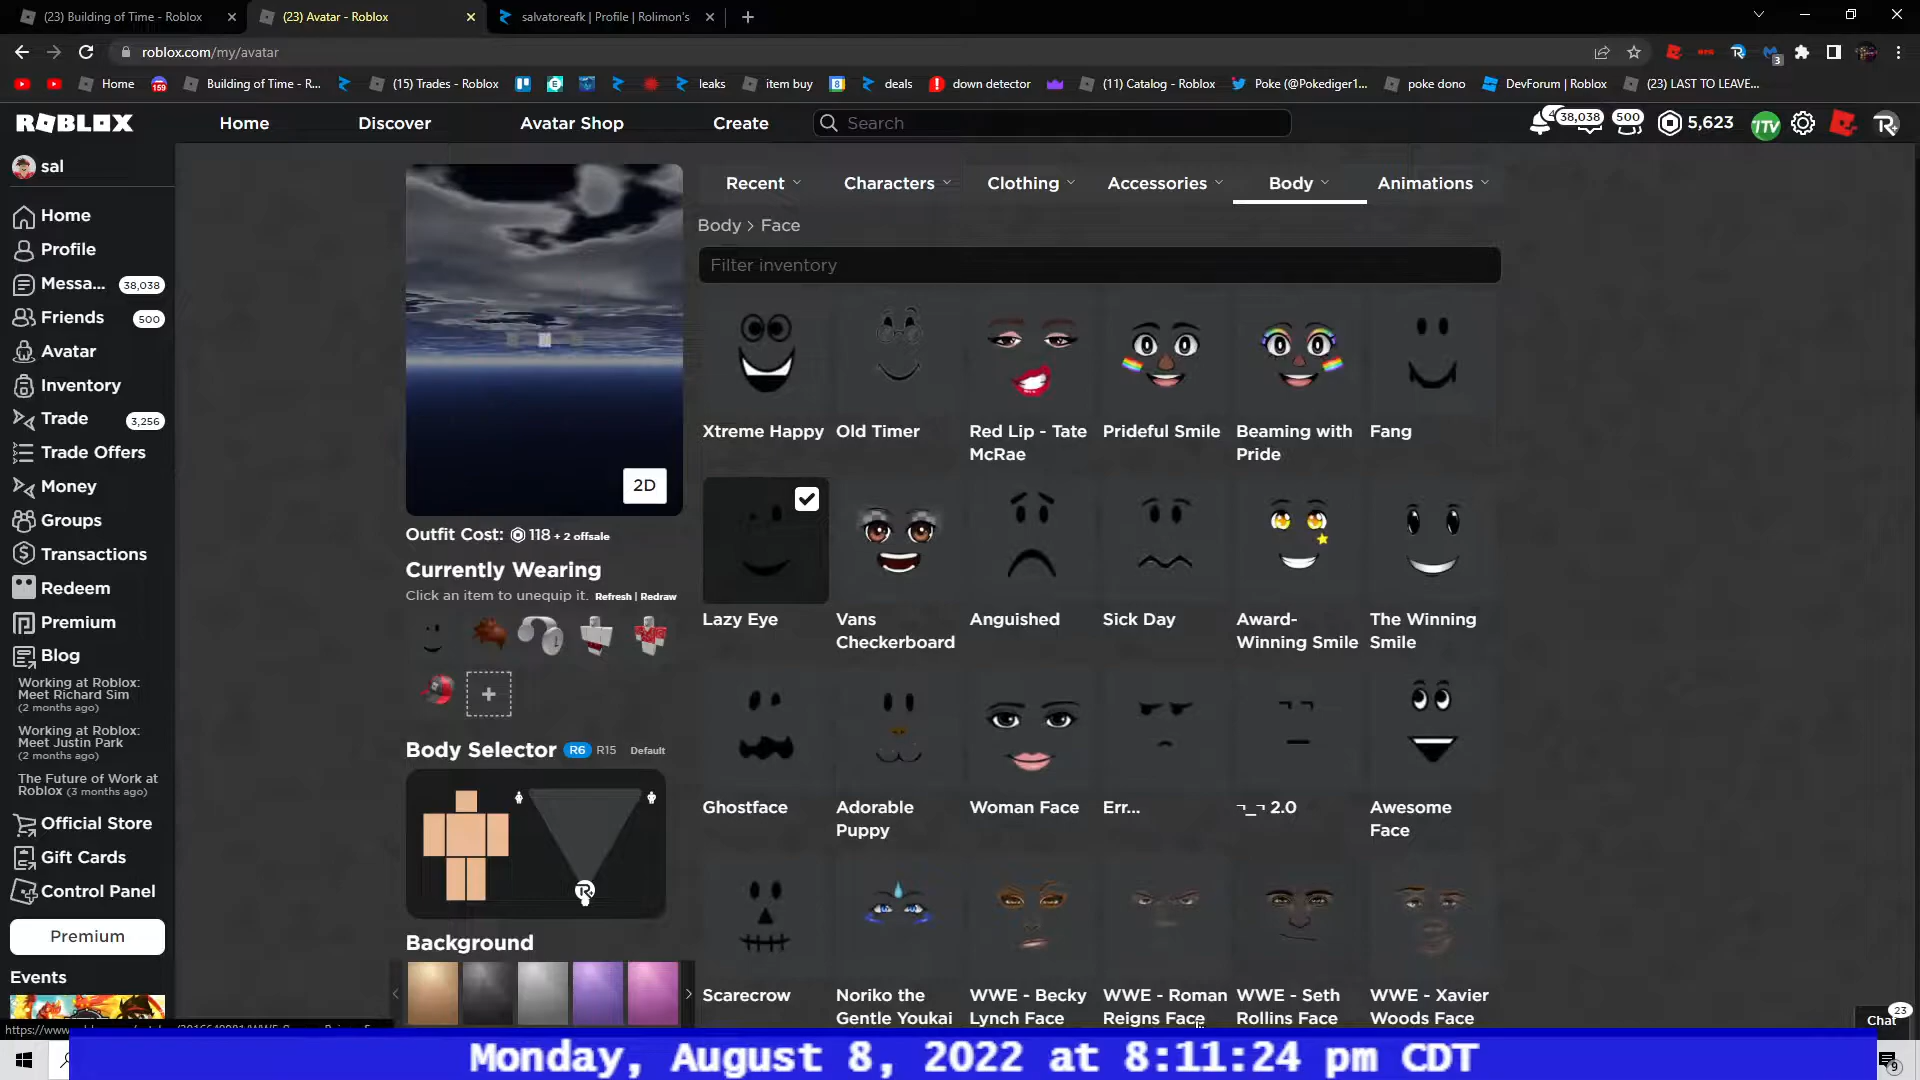 (23) Building of Time - Roblox
(23) Avatar - Roblox
salvatoreafk | Profile | Rolimon's
roblox.com/my/avatar
3
Home
159
Building of Time - R...
(15) Trades - Roblox
leaks
item buy
deals
down detector
(11) Catalog - Roblox
Poke (@Pokediger1...
poke dono
DevForum | Roblox
(23) LAST TO LEAVE...
ROBLOX
Home
Discover
Avatar Shop
Create
Search
38,038
500
5,623
sal
Home
Profile
Messa... 38,038
Friends 500
Avatar
Inventory
Trade 3,256
Trade Offers
Money
Groups
Transactions
Redeem
Premium
Blog
Working at Roblox:
Meet Richard Sim
(2 months ago)
Working at Roblox:
Meet Justin Park
(2 months ago)
The Future of Work at
Roblox (3 months ago)
Official Store
Gift Cards
Control Panel
Premium
Events
2D
Outfit Cost: 118 + 2 offsale
Currently Wearing
Click an item to unequip it. Refresh | Redraw
Body Selector R6 R15 Default
Background
Recent
Characters
Clothing
Accessories
Body
Animations
Body > Face
Filter inventory
Xtreme Happy
Old Timer
Red Lip - Tate
McRae
Prideful Smile
Beaming with
Pride
Fang
Lazy Eye
Vans
Checkerboard
Anguished
Sick Day
Award-
Winning Smile
The Winning
Smile
Ghostface
Adorable
Puppy
Woman Face
Err...
¬_¬ 2.0
Awesome
Face
Scarecrow
Noriko the
Gentle Youkai
WWE - Becky
Lynch Face
WWE - Roman
Reigns Face
WWE - Seth
Rollins Face
WWE - Xavier
Woods Face
Chat
23
Monday, August 8, 2022 at 8:11:24 pm CDT
9